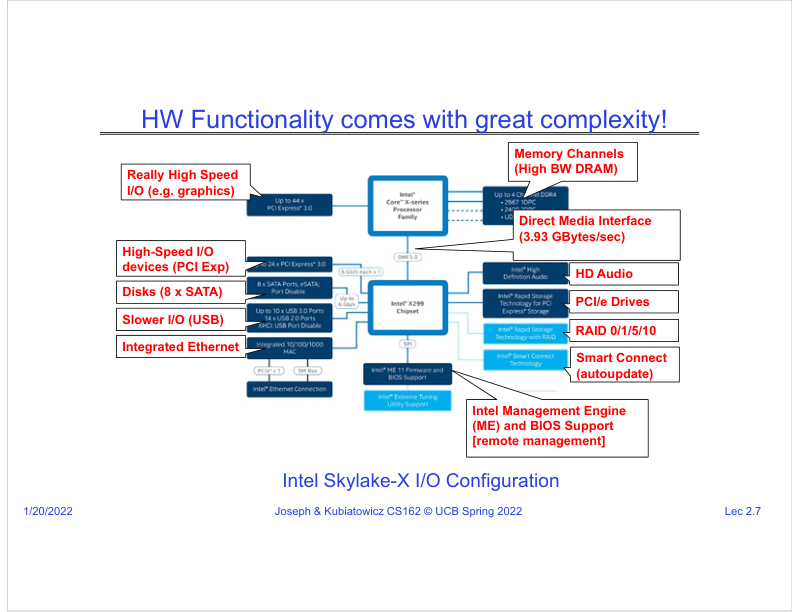 HW Functionality comes with great complexity!
Really High Speed
I/O (e.g. graphics)
Memory Channels
(High BW DRAM)
Up to 44 x
PCI Express* 3.0
Intel®
Core™ X-series
Processor
Family
Up to 4 Channel DDR4
• 2667 1DPC
Direct Media Interface
(3.93 GBytes/sec)
DMI 3.0
High-Speed I/O
devices (PCI Exp)
to 24 x PCI Express* 3.0
8 Gb/s each x 1
Intel® High
Definition Audio
HD Audio
Disks (8 x SATA)
8 x SATA Ports, eSATA;
Port Disable
Up to
6 Gb/s
Intel® X299
Chipset
Intel® Rapid Storage
Technology for PCI
Express* Storage
PCI/e Drives
Slower I/O (USB)
Up to 10 x USB 3.0 Ports
14 x USB 2.0 Ports
XHCI; USB Port Disable
Intel® Rapid Storage
Technology with RAID
RAID 0/1/5/10
Integrated Ethernet
Integrated 10/100/1000
MAC
SPI
Intel® Smart Connect
Technology
Smart Connect
(autoupdate)
PCIe* x 1
SM Bus
Intel® ME 11 Firmware and
BIOS Support
Intel® Ethernet Connection
Intel® Extreme Tuning
Utility Support
Intel Management Engine
(ME) and BIOS Support
[remote management]
Intel Skylake-X I/O Configuration
1/20/2022
Joseph & Kubiatowicz CS162 © UCB Spring 2022
Lec 2.7